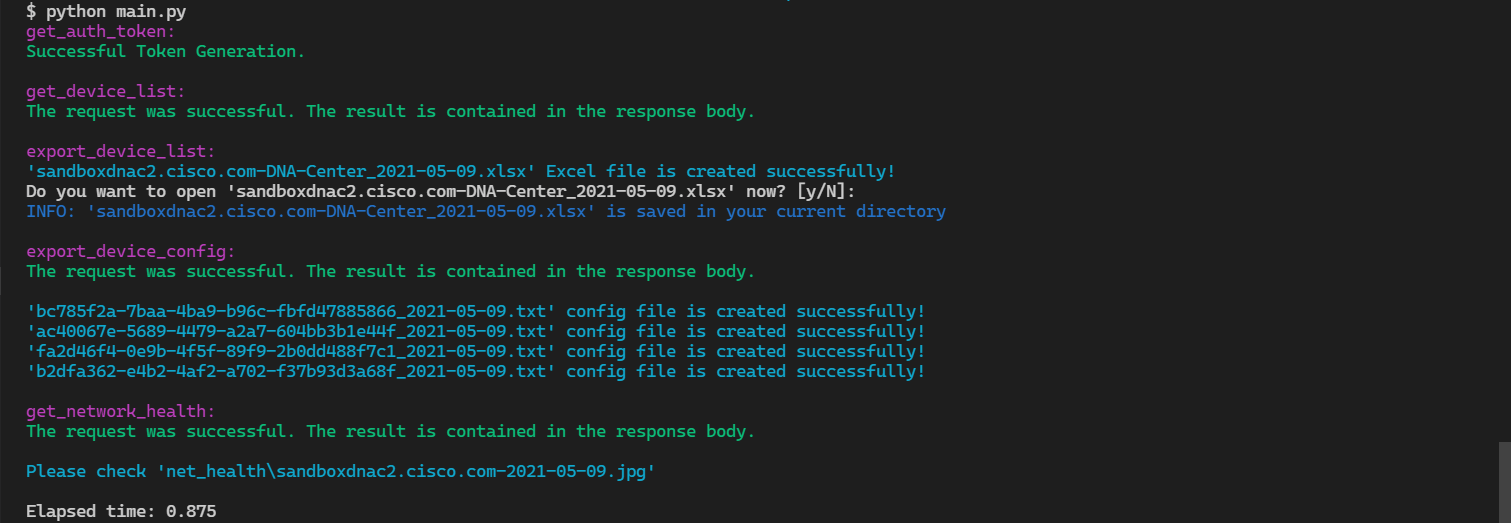 $ python main.py
get_auth_token:
Successful Token Generation.
get_device_list:
The request was successful. The result is contained in the response body.
export_device_list:
'sandboxdnac2.cisco.com-DNA-Center_2021-05-09.xlsx' Excel file is created successfully!
Do you want to open 'sandboxdnac2.cisco.com-DNA-Center_2021-05-09.xlsx' now? [y/N]:
INFO: 'sandboxdnac2.cisco.com-DNA-Center_2021-05-09.xlsx' is saved in your current directory
export_device_config:
The request was successful. The result is contained in the response body.
'bc785f2a-7baa-4ba9-b96c-fbfd47885866_2021-05-09.txt' config file is created successfully!
'ac40067e-5689-4479-a2a7-604bb3b1e44f_2021-05-09.txt' config file is created successfully!
'fa2d46f4-0e9b-4f5f-89f9-2b0dd488f7c1_2021-05-09.txt' config file is created successfully!
'b2dfa362-e4b2-4af2-a702-f37b93d3a68f_2021-05-09.txt' config file is created successfully!
get_network_health:
The request was successful. The result is contained in the response body.
Please check 'net_health\sandboxdnac2.cisco.com-2021-05-09.jpg'
Elapsed time: 0.875